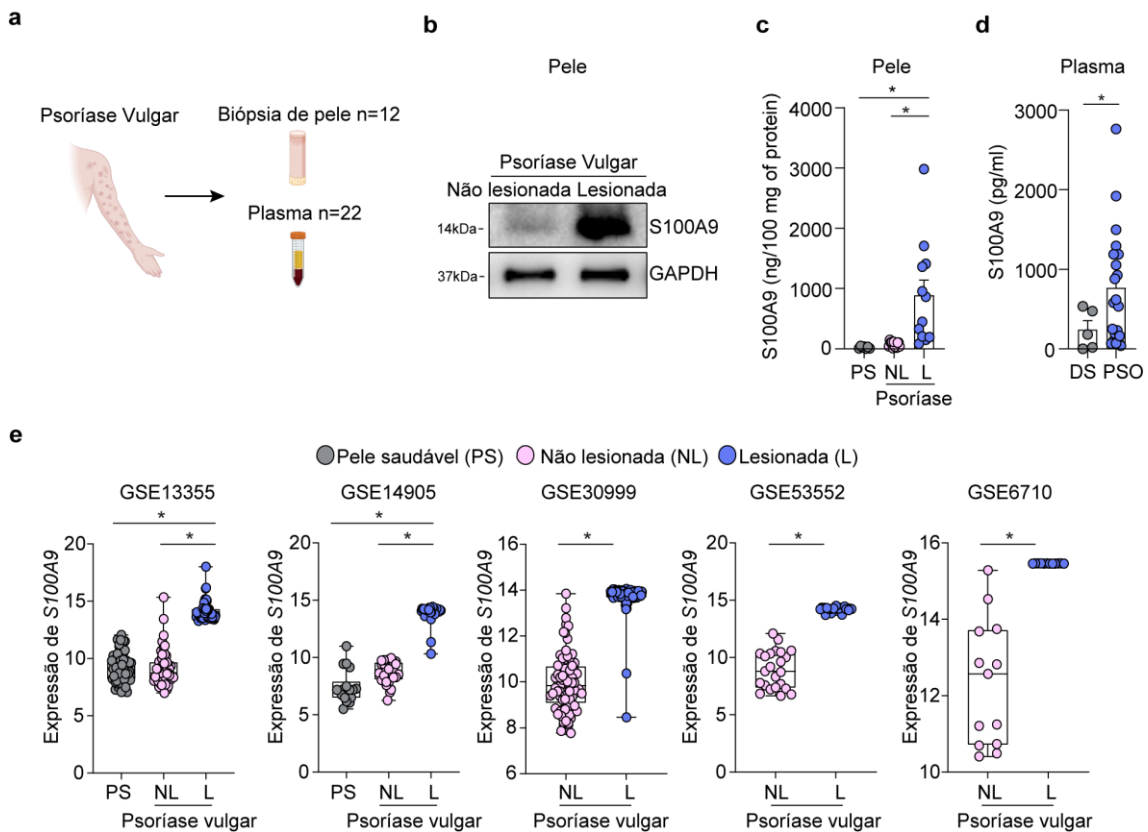 a
Psoríase Vulgar
Biópsia de pele n=12
Plasma n=22
b
Pele
Psoríase Vulgar
Não lesionada Lesionada
14kDa-
S100A9
37kDa-
GAPDH
c
Pele
S100A9 (ng/100 mg of protein)
4000
3000
2000
1000
0
*
*
PS NL L
Psoríase
d
Plasma
S100A9 (pg/ml)
3000
2000
1000
0
*
DS PSO
e
Pele saudável (PS) Não lesionada (NL) Lesionada (L)
GSE13355
Expressão de S100A9
20
15
10
5
0
*
*
PS NL L
Psoríase vulgar
GSE14905
Expressão de S100A9
20
15
10
5
0
*
*
PS NL L
Psoríase vulgar
GSE30999
Expressão de S100A9
16
14
12
10
8
6
*
NL L
Psoríase vulgar
GSE53552
Expressão de S100A9
20
15
10
5
0
*
NL L
Psoríase vulgar
GSE6710
Expressão de S100A9
16
14
12
10
*
NL L
Psoríase vulgar